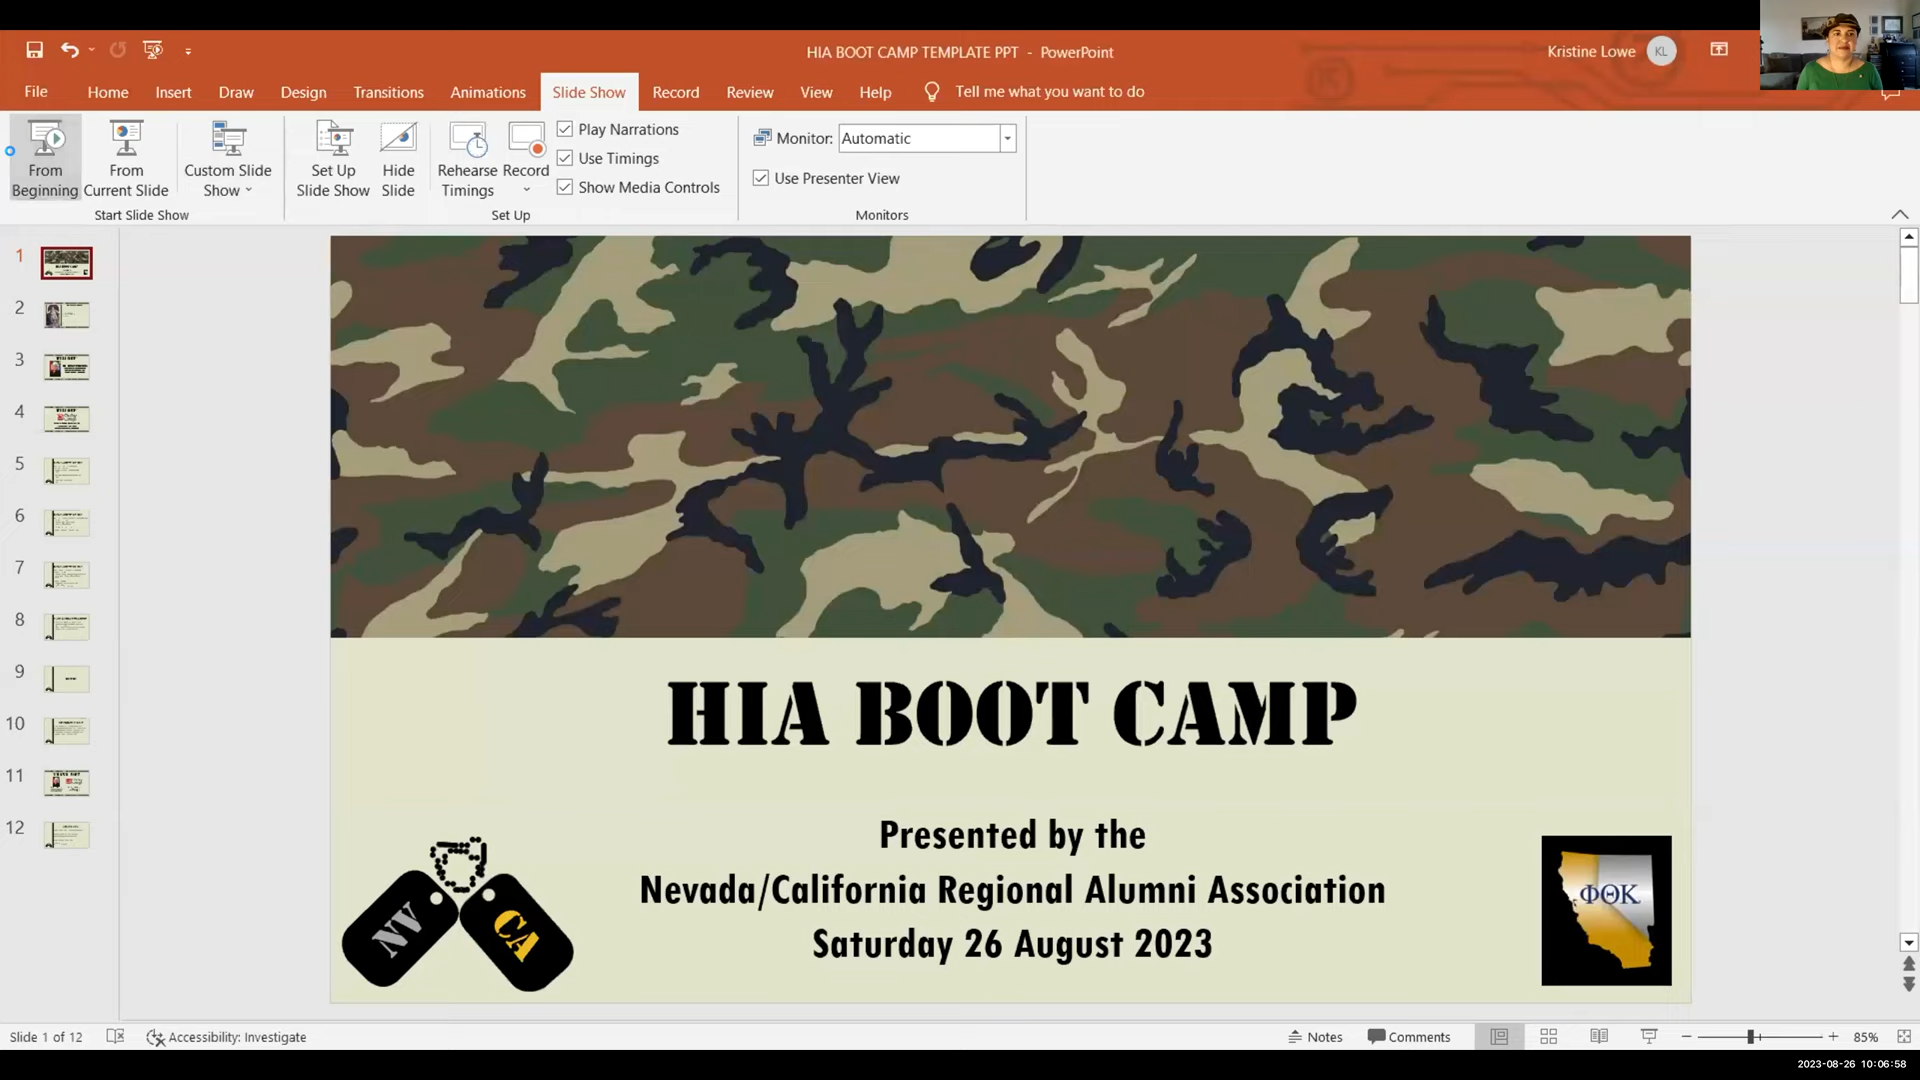 HIA BOOT CAMP TEMPLATE PPT - PowerPoint
Kristine Lowe KL
File Home Insert Draw Design Transitions Animations Slide Show Record Review View Help Tell me what you want to do
From Beginning
From Current Slide
Custom Slide Show
Start Slide Show
Set Up Slide Show
Hide Slide
Rehearse Timings
Record
Play Narrations
Use Timings
Show Media Controls
Set Up
Monitor: Automatic
Use Presenter View
Monitors
1
2
3
4
5
6
7
8
9
10
11
12
HIA BOOT CAMP
Presented by the
Nevada/California Regional Alumni Association
Saturday 26 August 2023
NV
CA
ΦΘΚ
Slide 1 of 12
Accessibility: Investigate
Notes
Comments
85%
2023-08-26 10:06:58